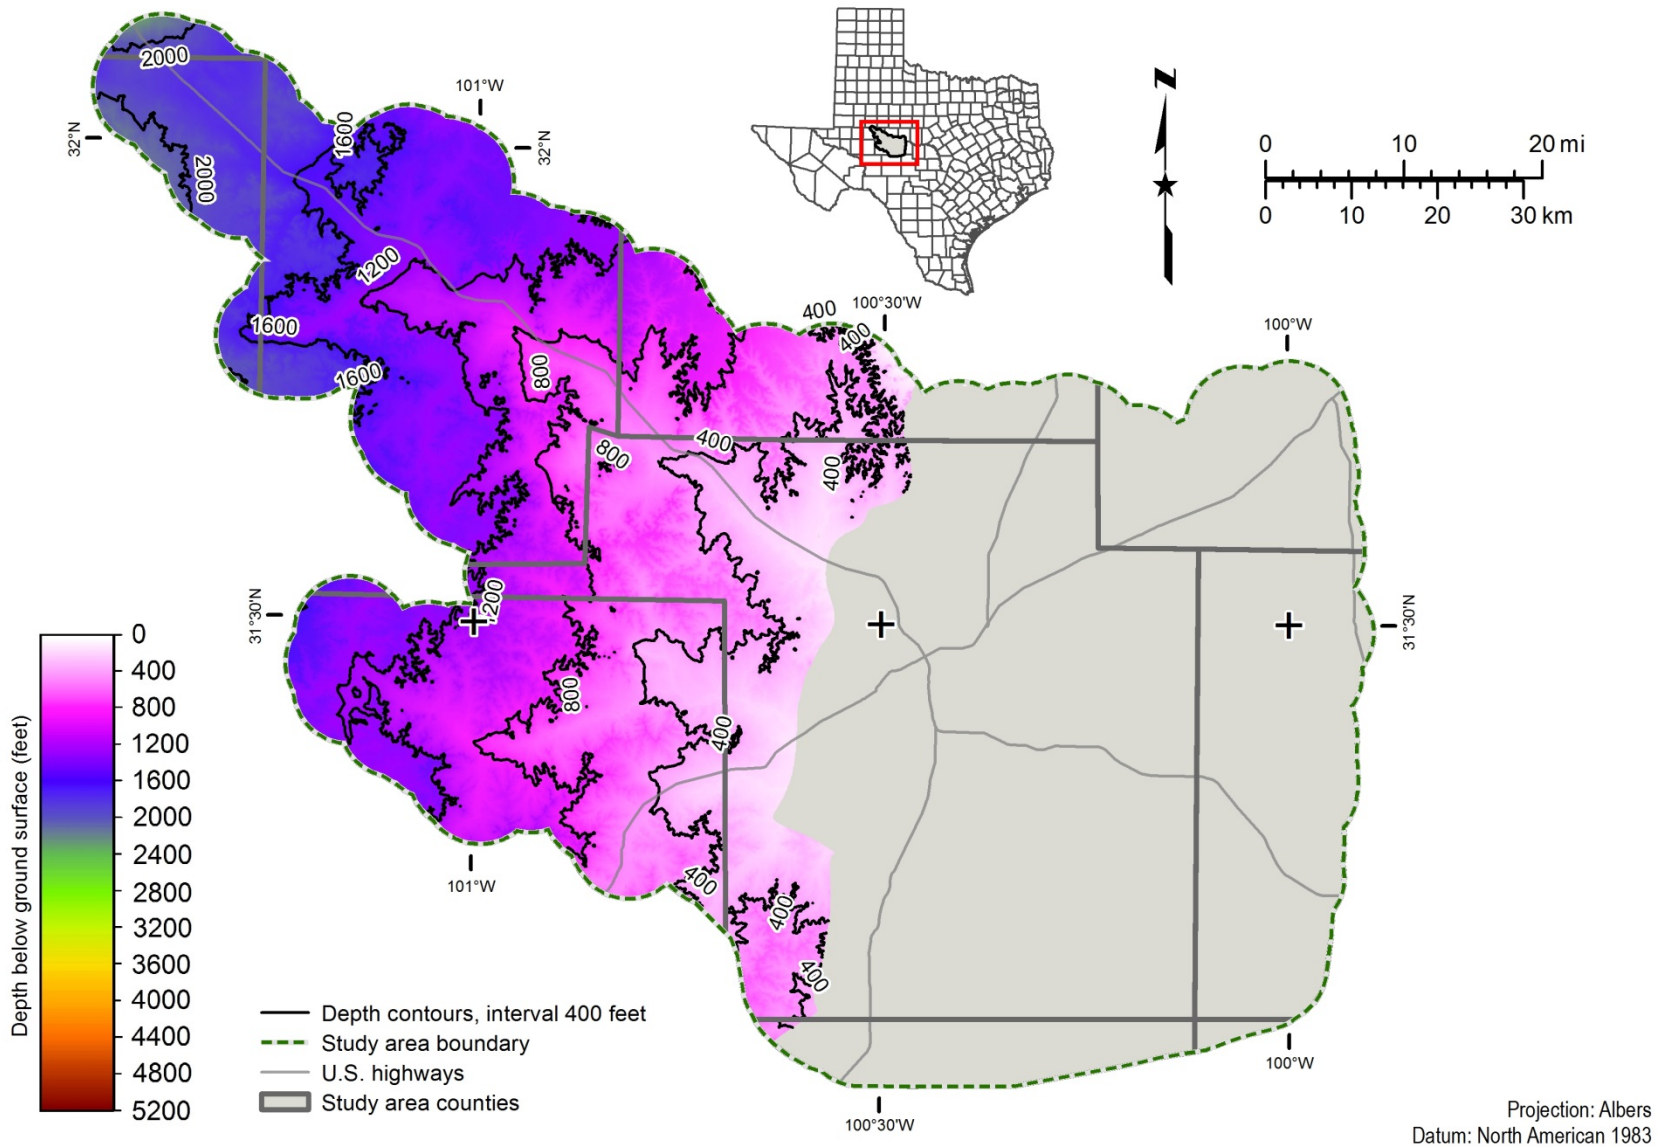 2000
101°W
32°N
1600
32°N
2000
1200
1600
1600
800
400
400
100°30'W
100°W
800
400
400
1200
31°30'N
31°30'N
800
400
400
400
400
101°W
100°W
100°30'W
N
0 10 20 mi
0 10 20 30 km
Depth below ground surface (feet)
0
400
800
1200
1600
2000
2400
2800
3200
3600
4000
4400
4800
5200
Depth contours, interval 400 feet
Study area boundary
U.S. highways
Study area counties
Projection: Albers
Datum: North American 1983